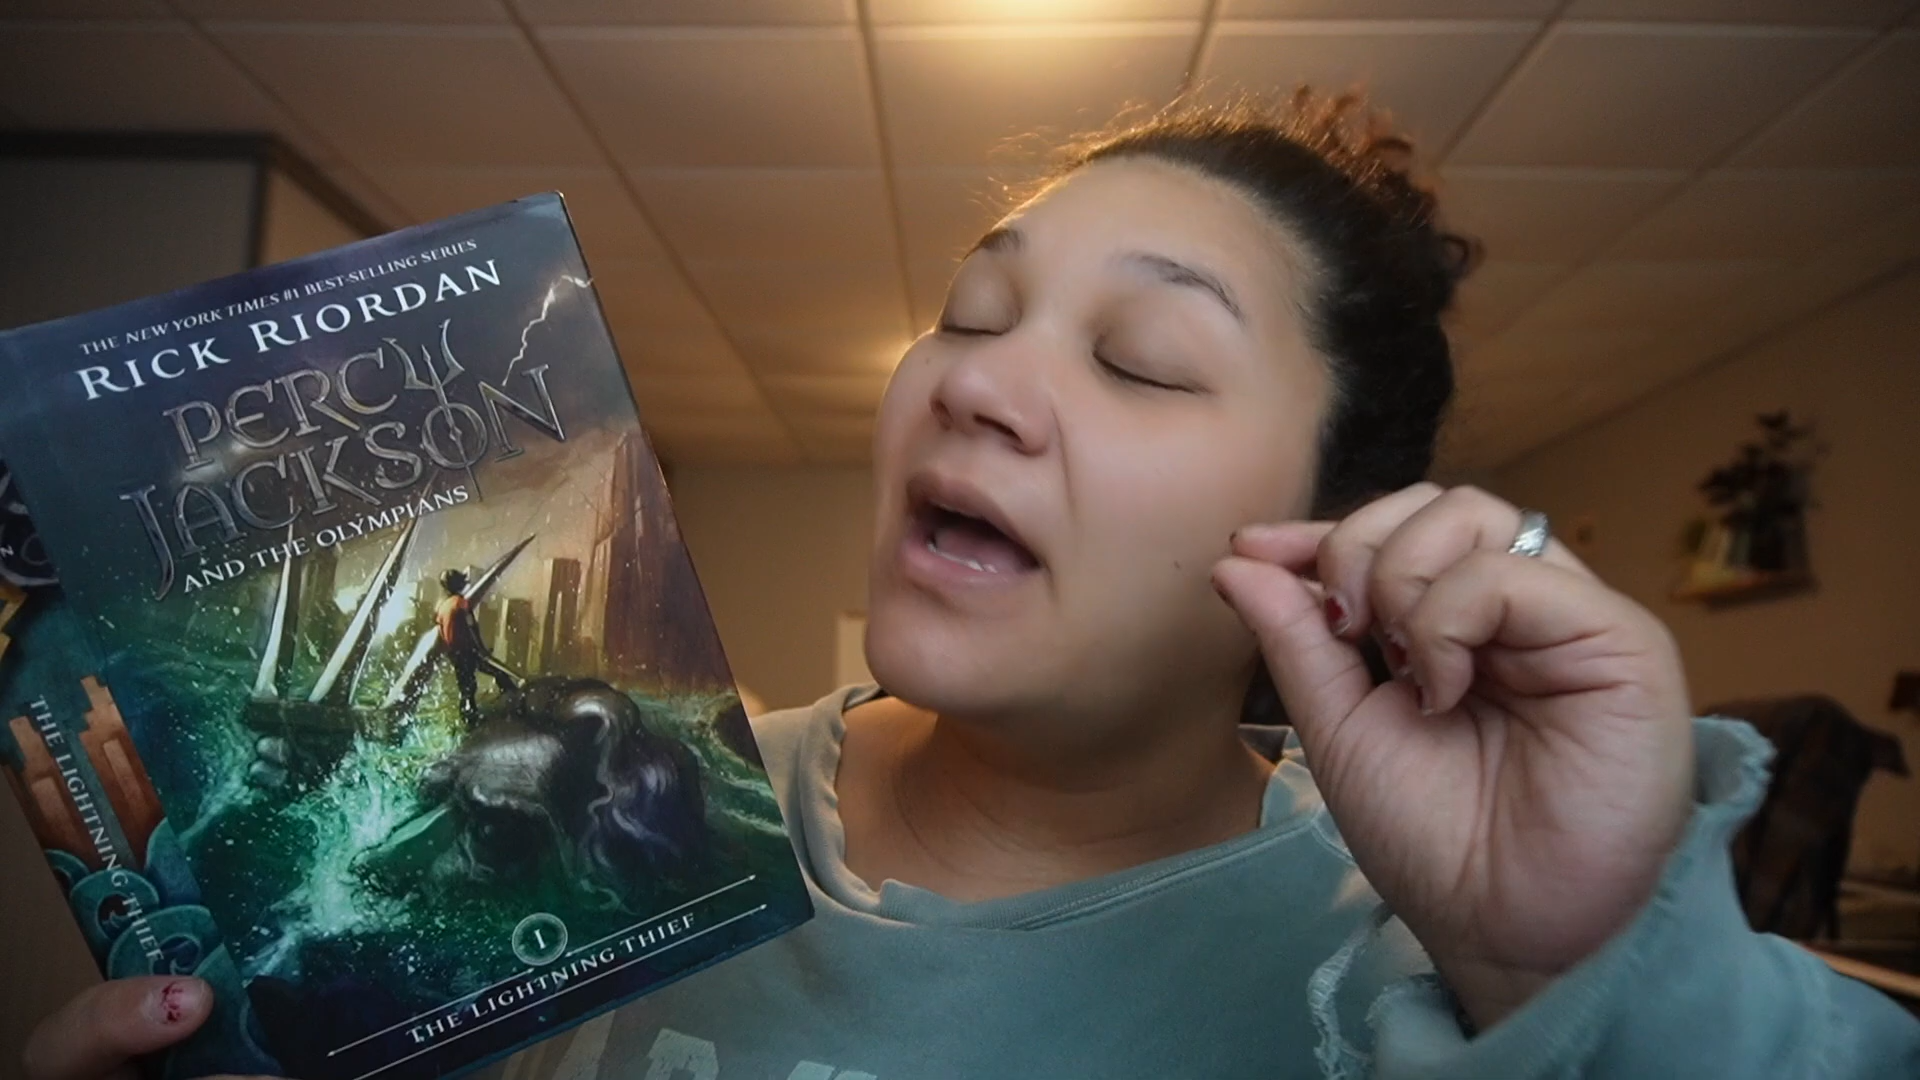 THE NEW YORK TIMES #1 BEST-SELLING SERIES
RICK RIORDAN
PERCY
JACKSON
AND THE OLYMPIANS
1
THE LIGHTNING THIEF
THE LIGHTNING THIEF